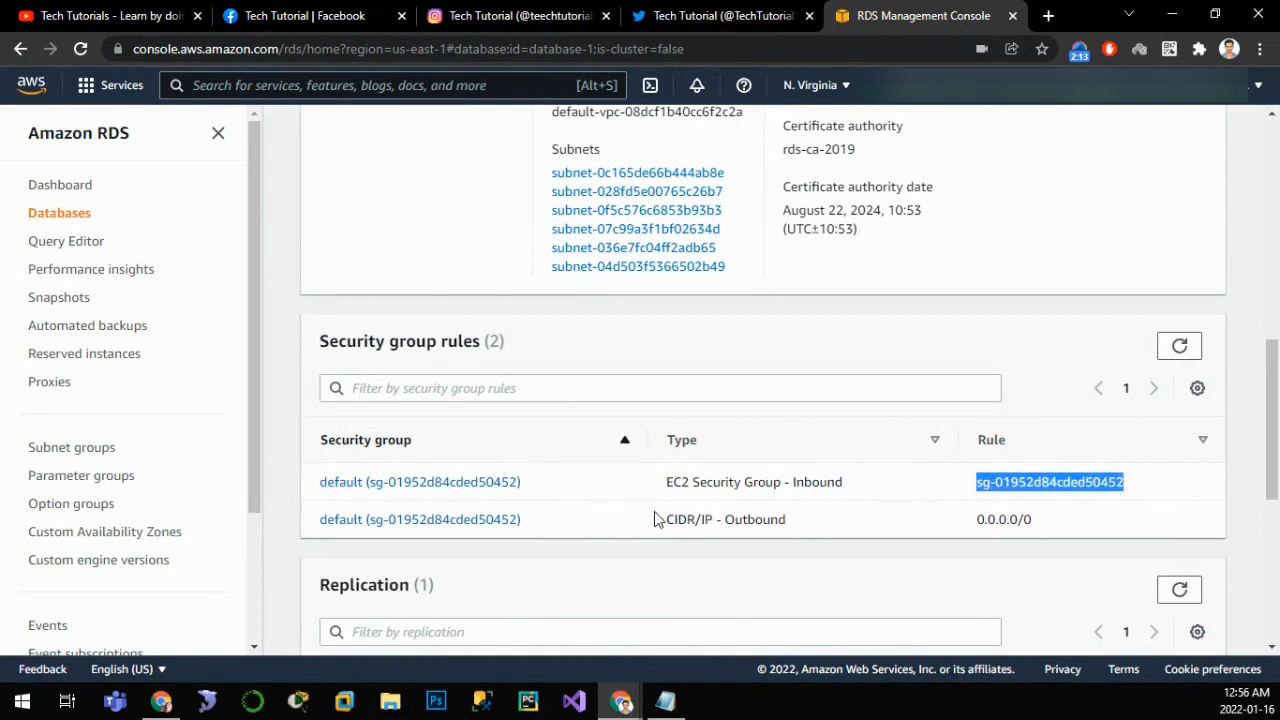 Tech Tutorials - Learn by doi
Tech Tutorial | Facebook
Tech Tutorial (@teechtutorial
Tech Tutorial (@TechTutorial
RDS Management Console
console.aws.amazon.com/rds/home?region=us-east-1#database:id=database-1;is-cluster=false
2:13
aws
Services
Search for services, features, blogs, docs, and more
[Alt+S]
N. Virginia
Amazon RDS
Dashboard
Databases
Query Editor
Performance insights
Snapshots
Automated backups
Reserved instances
Proxies
Subnet groups
Parameter groups
Option groups
Custom Availability Zones
Custom engine versions
Events
Event subscriptions
default-vpc-08dcf1b40cc6f2c2a
Subnets
subnet-0c165de66b444ab8e
subnet-028fd5e00765c26b7
subnet-0f5c576c6853b93b3
subnet-07c99a3f1bf02634d
subnet-036e7fc04ff2adb65
subnet-04d503f5366502b49
Certificate authority
rds-ca-2019
Certificate authority date
August 22, 2024, 10:53
(UTC±10:53)
Security group rules (2)
Filter by security group rules
1
Security group Type Rule
default (sg-01952d84cded50452) EC2 Security Group - Inbound sg-01952d84cded50452
default (sg-01952d84cded50452) CIDR/IP - Outbound 0.0.0.0/0
Replication (1)
Filter by replication
1
Feedback English (US) © 2022, Amazon Web Services, Inc. or its affiliates. Privacy Terms Cookie preferences
12:56 AM
2022-01-16